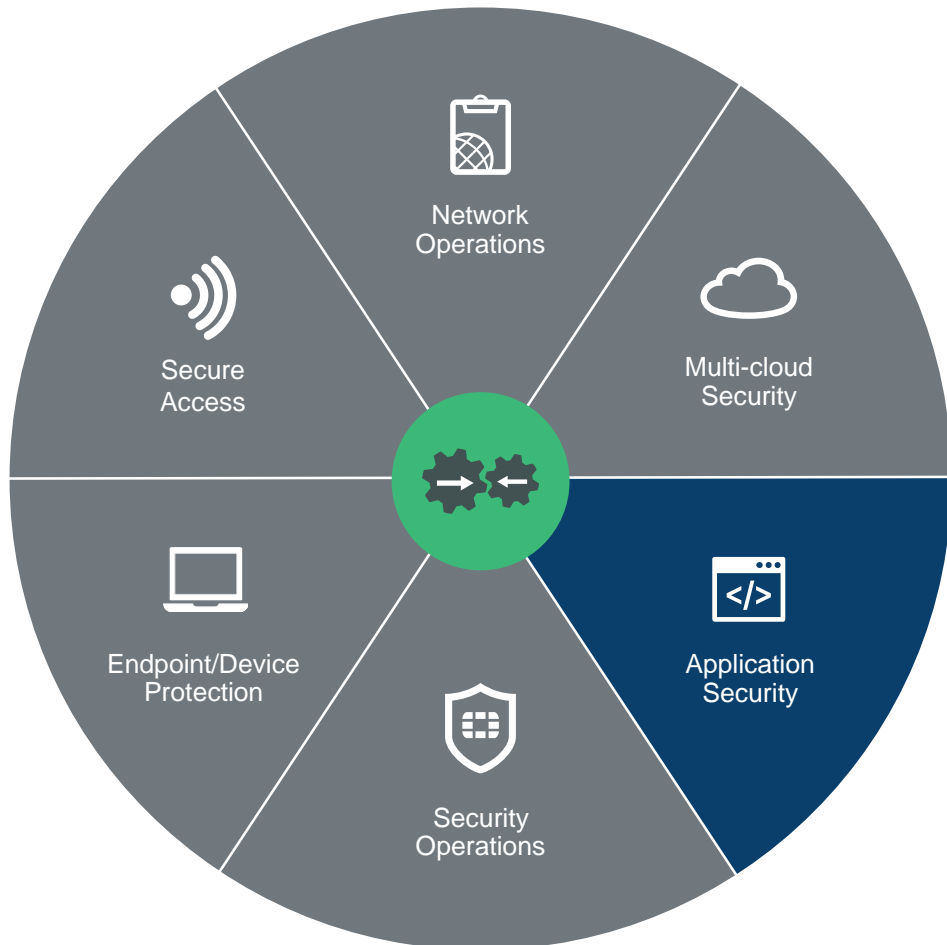 Network
Operations
Multi-cloud
Security
Secure
Access
Endpoint/Device
Protection
</>
Application
Security
Security
Operations